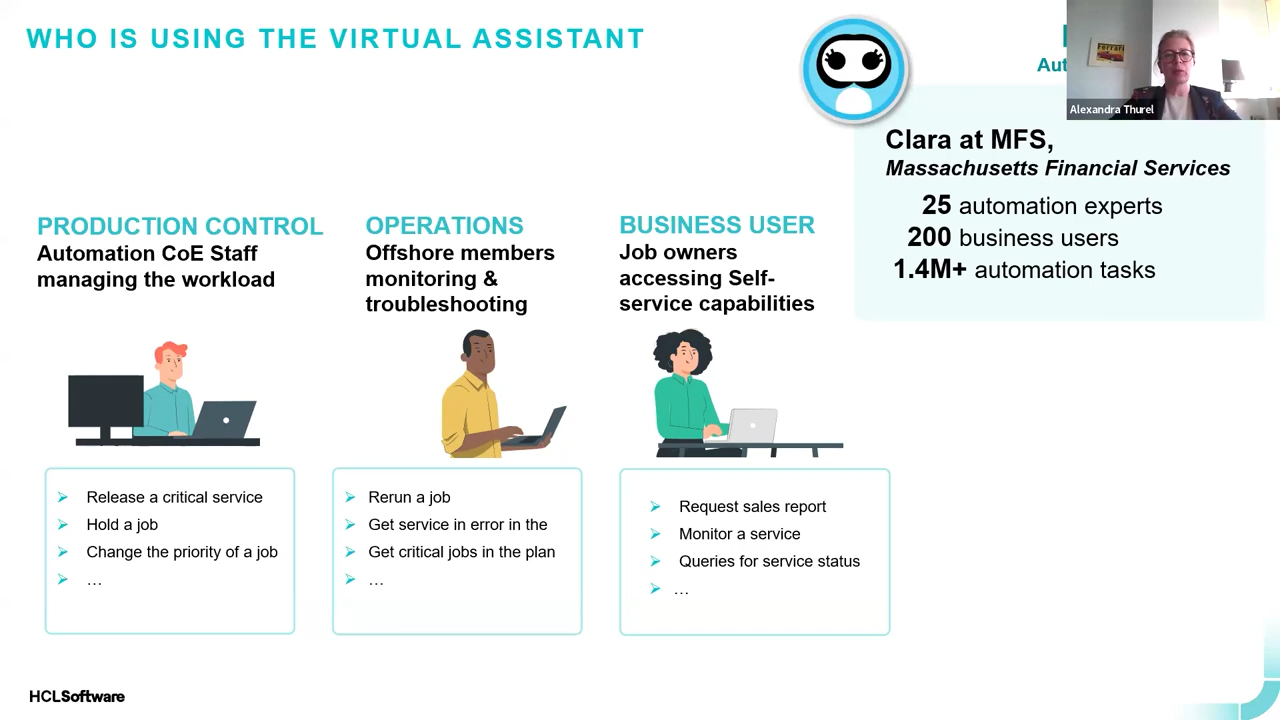 WHO IS USING THE VIRTUAL ASSISTANT
Ferrari
Alexandra Thurel
Clara at MFS,
Massachusetts Financial Services
25 automation experts
200 business users
1.4M+ automation tasks
PRODUCTION CONTROL
Automation CoE Staff
managing the workload
OPERATIONS
Offshore members
monitoring &
troubleshooting
BUSINESS USER
Job owners
accessing Self-
service capabilities
Release a critical service
Hold a job
Change the priority of a job
…
Rerun a job
Get service in error in the
Get critical jobs in the plan
…
Request sales report
Monitor a service
Queries for service status
…
HCLSoftware